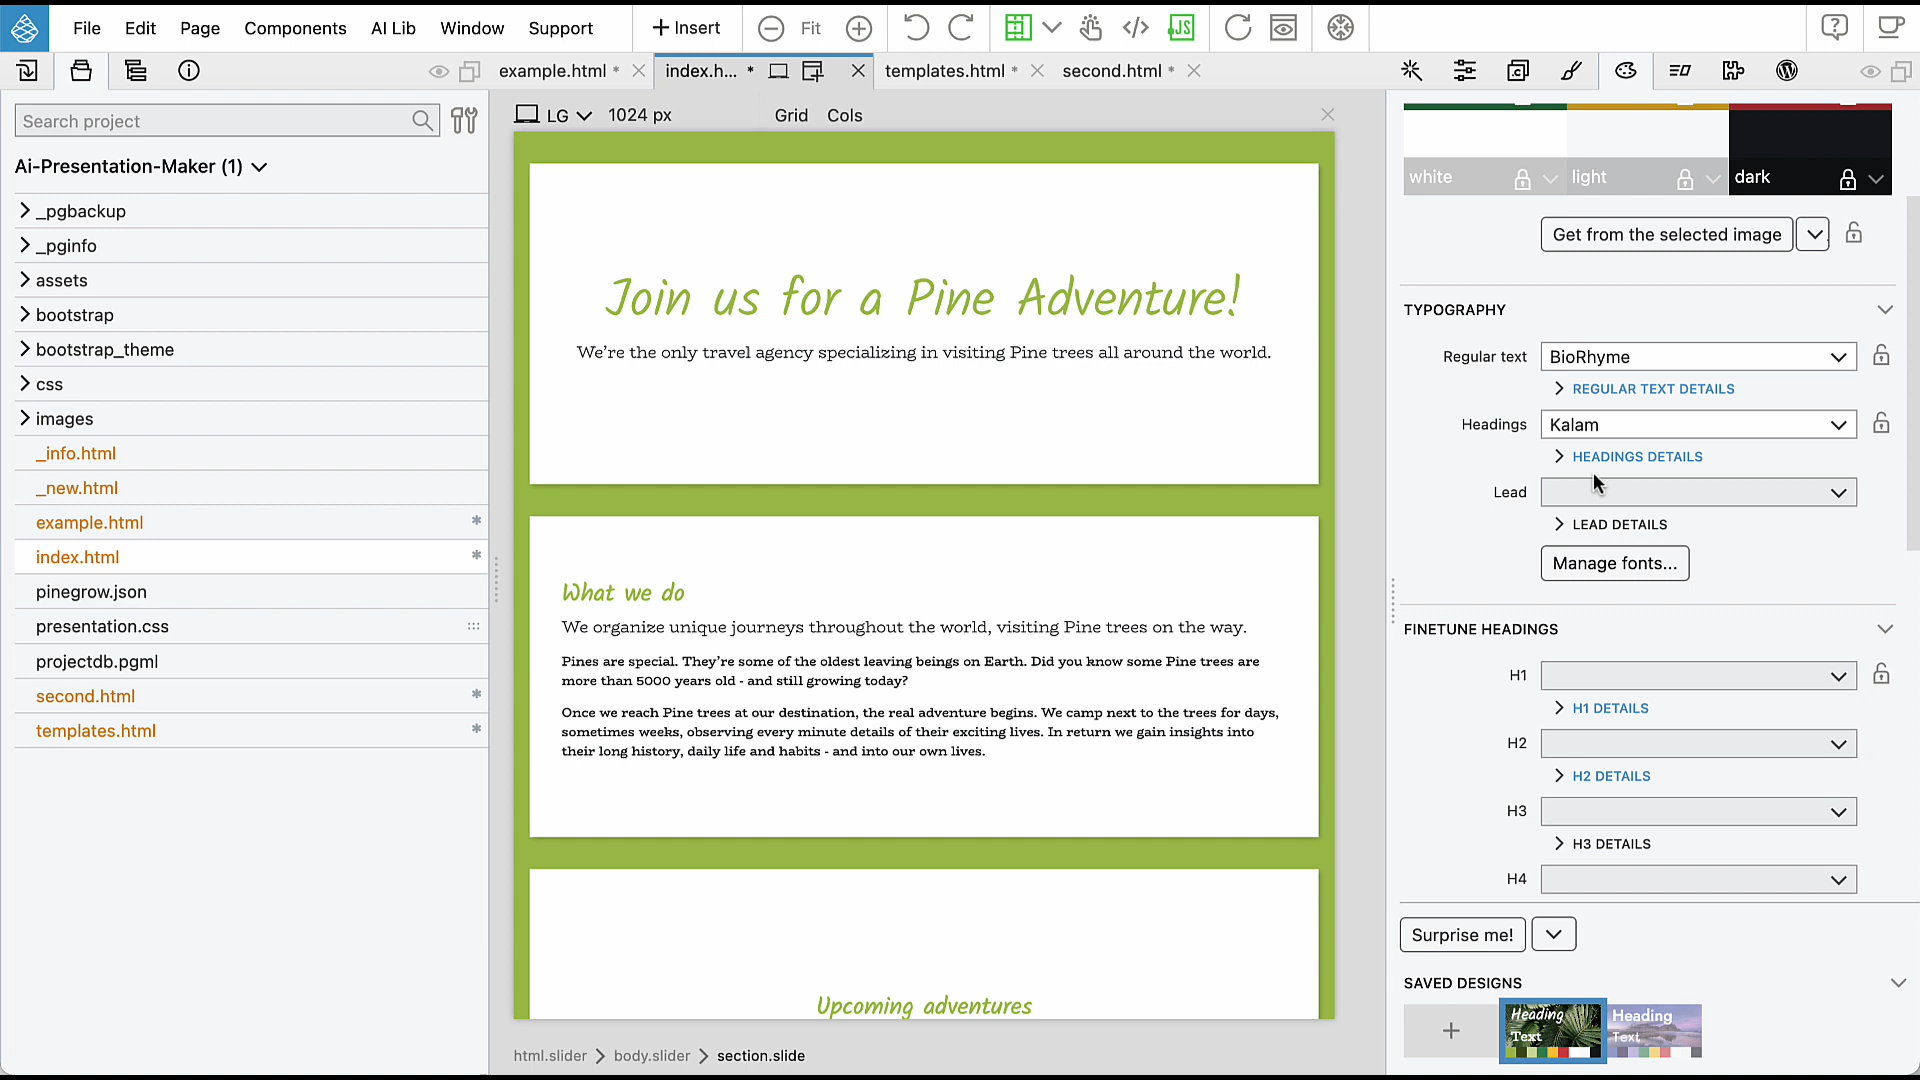 File Edit Page Components AI Lib Window Support + Insert Fit JS
example.html * index.h... * templates.html * second.html *
Search project
Ai-Presentation-Maker (1)
_pgbackup
_pginfo
assets
bootstrap
bootstrap_theme
css
images
_info.html
_new.html
example.html *
index.html *
pinegrow.json
presentation.css
projectdb.pgml
second.html *
templates.html *
LG 1024 px Grid Cols
Join us for a Pine Adventure!
We're the only travel agency specializing in visiting Pine trees all around the world.
What we do
We organize unique journeys throughout the world, visiting Pine trees on the way.
Pines are special. They're some of the oldest leaving beings on Earth. Did you know some Pine trees are
more than 5000 years old - and still growing today?
Once we reach Pine trees at our destination, the real adventure begins. We camp next to the trees for days,
sometimes weeks, observing every minute details of their exciting lives. In return we gain insights into
their long history, daily life and habits - and into our own lives.
Upcoming adventures
html.slider > body.slider > section.slide
white light dark
Get from the selected image
TYPOGRAPHY
Regular text BioRhyme
REGULAR TEXT DETAILS
Headings Kalam
HEADINGS DETAILS
Lead
LEAD DETAILS
Manage fonts...
FINETUNE HEADINGS
H1
H1 DETAILS
H2
H2 DETAILS
H3
H3 DETAILS
H4
Surprise me!
SAVED DESIGNS
Heading Heading
Text Text